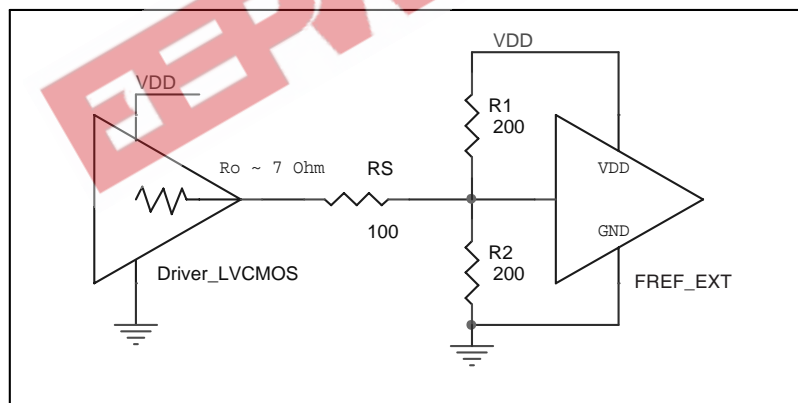 VDD
VDD
R1
200
Ro ~ 7 Ohm
RS
VDD
100
GND
R2
200
Driver_LVCMOS
FREF_EXT